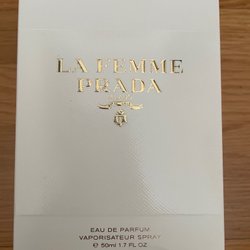 LA FEMME
PRADA
EAU DE PARFUM
VAPORISATEUR SPRAY
℮ 50ml 1.7 FL OZ